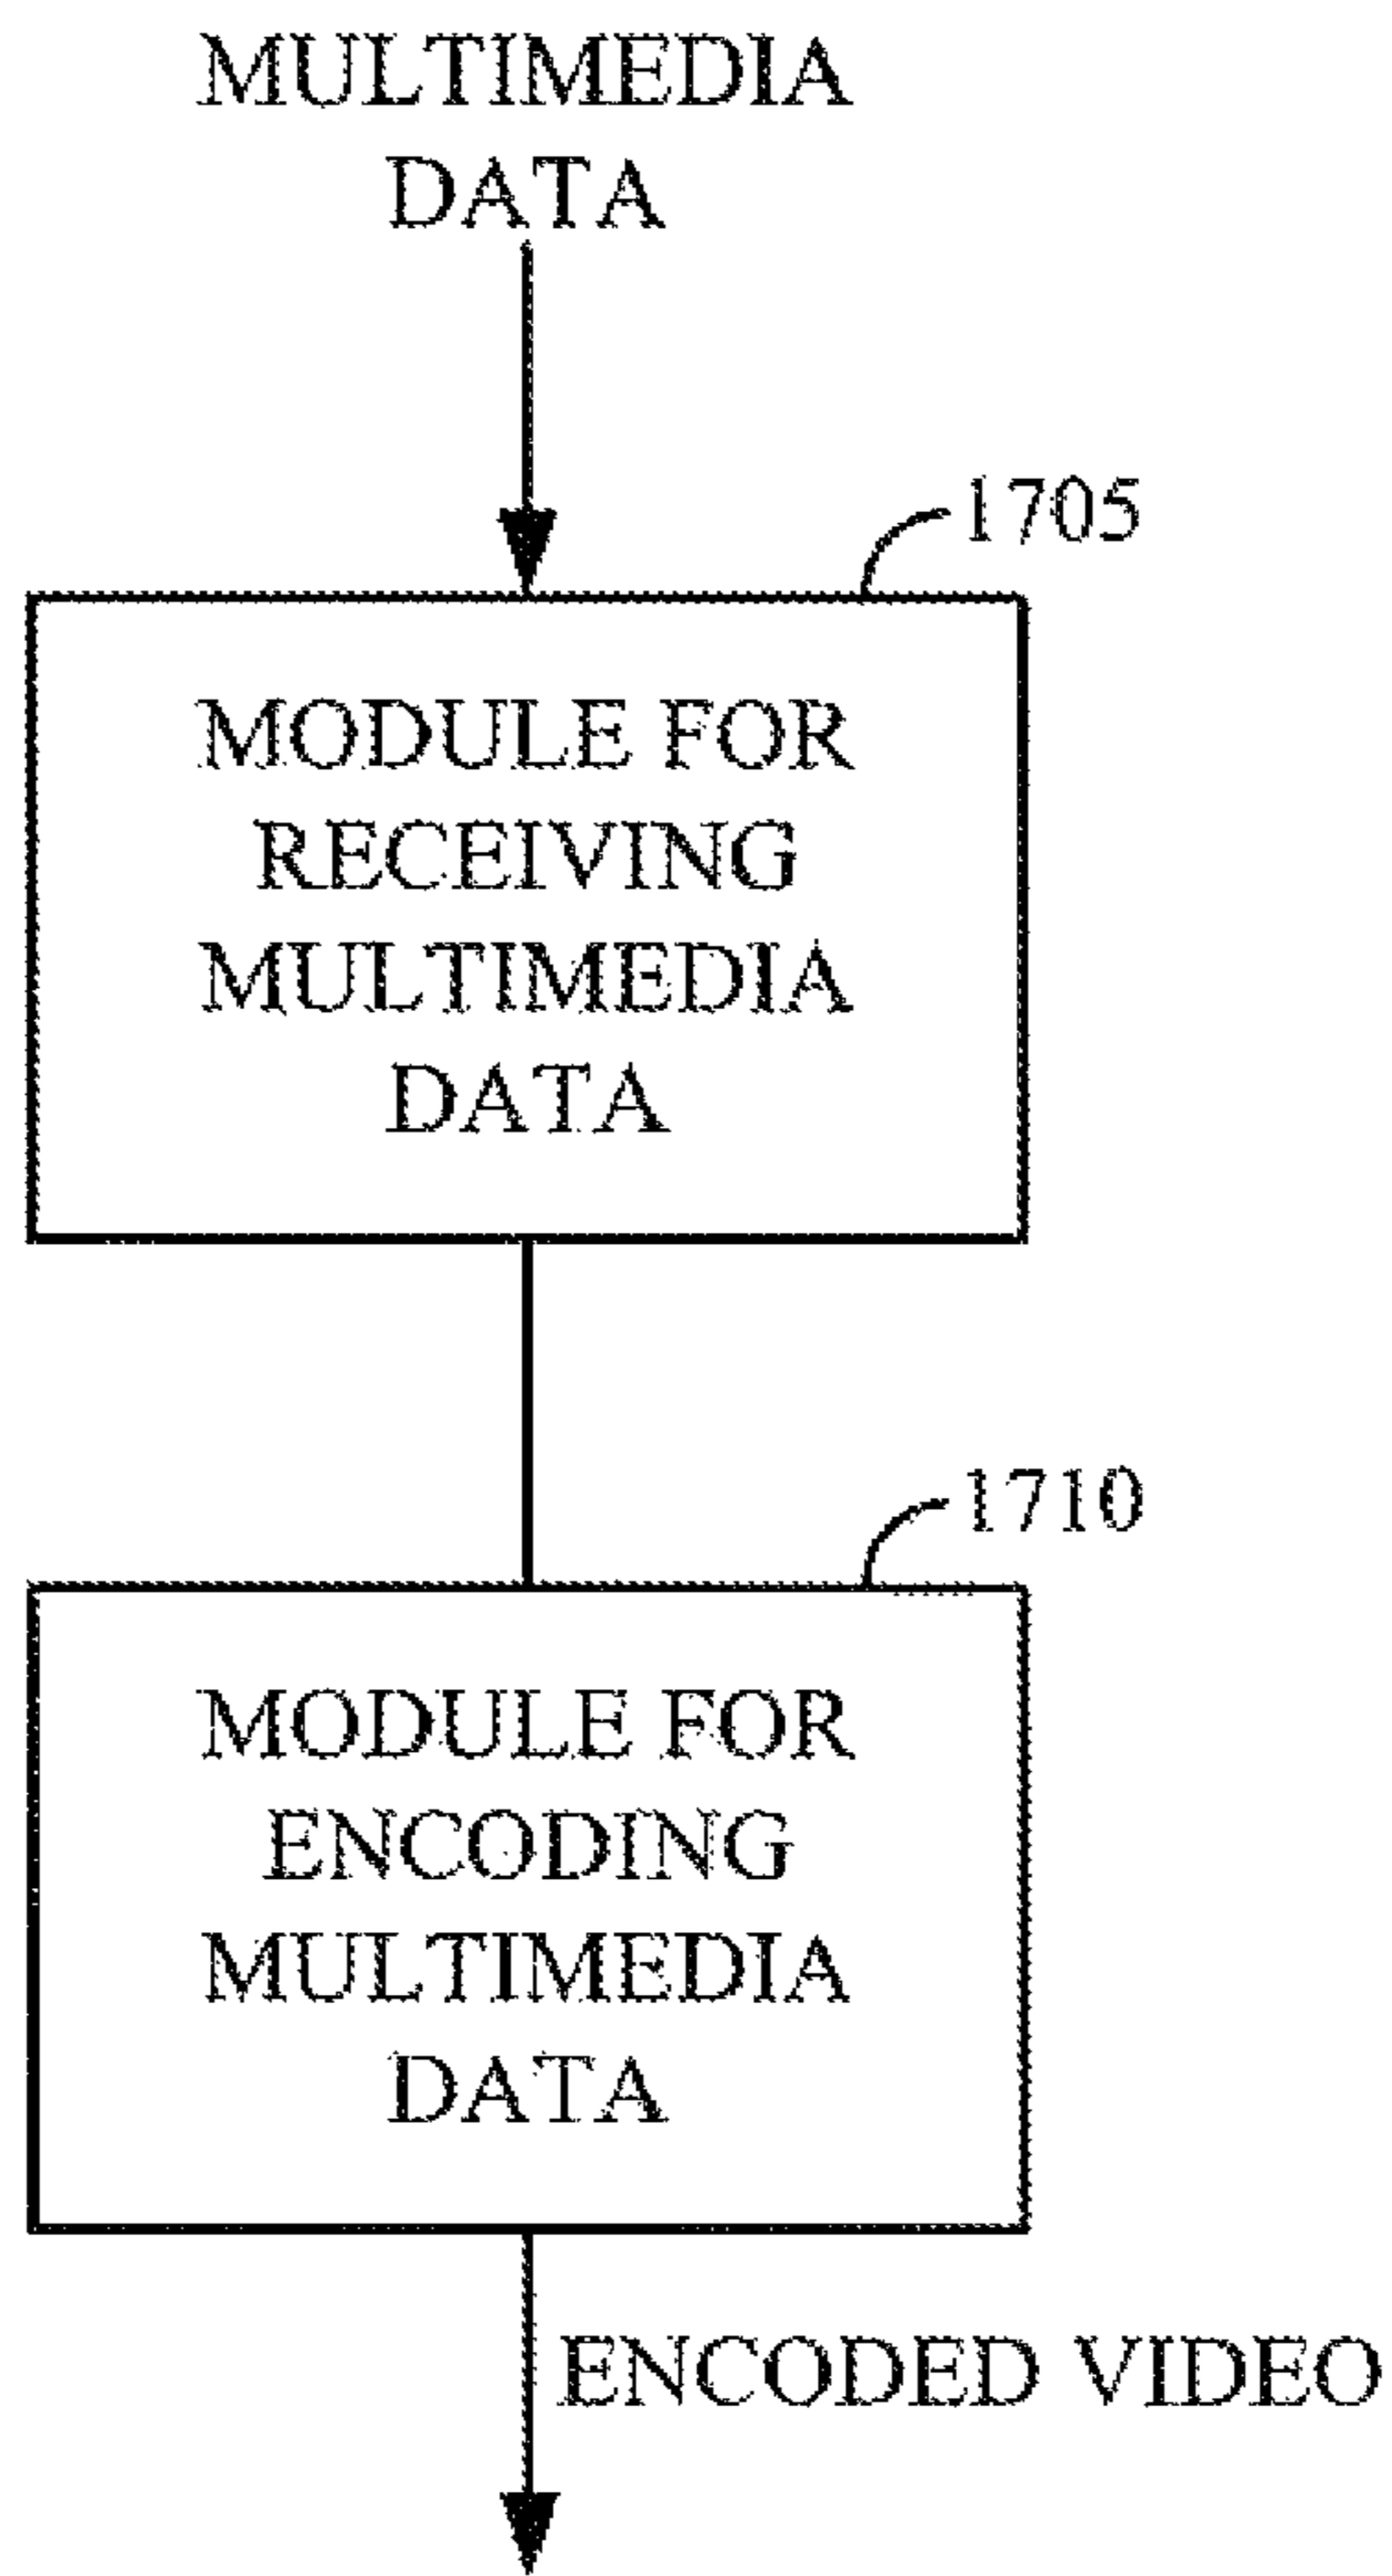 MULTIMEDIA
DATA
1705
MODULE FOR
RECEIVING
MULTIMEDIA
DATA
1710
MODULE FOR
ENCODING
MULTIMEDIA
DATA
ENCODED VIDEO